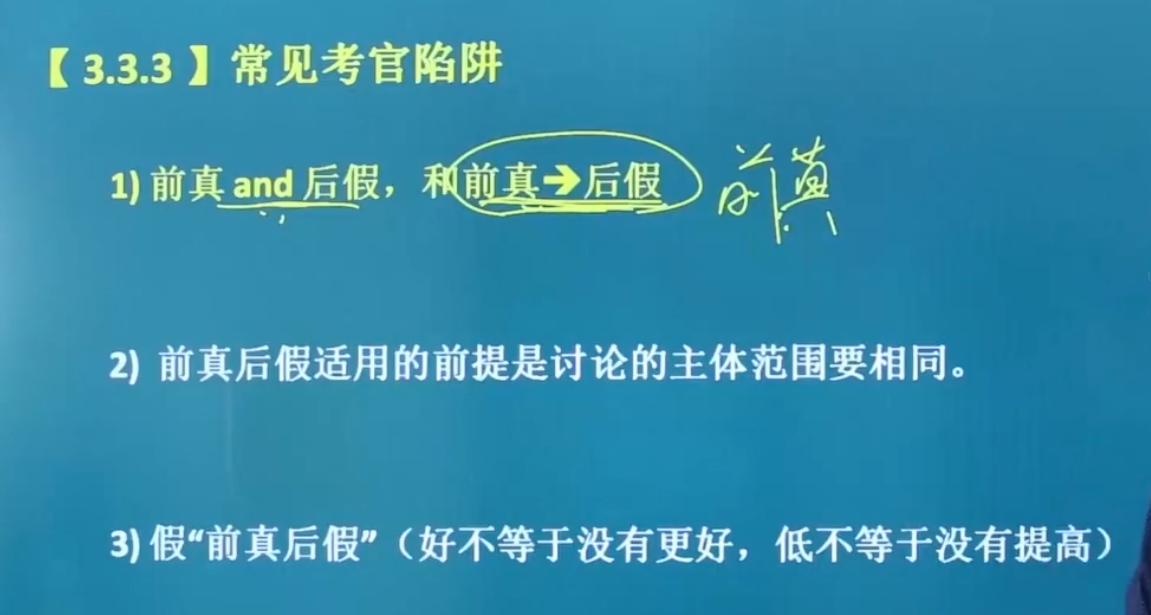 【 3.3.3 】常见考官陷阱
1) 前真 and 后假，和前真➔后假 前真
2) 前真后假适用的前提是讨论的主体范围要相同。
3) 假“前真后假”（好不等于没有更好，低不等于没有提高）